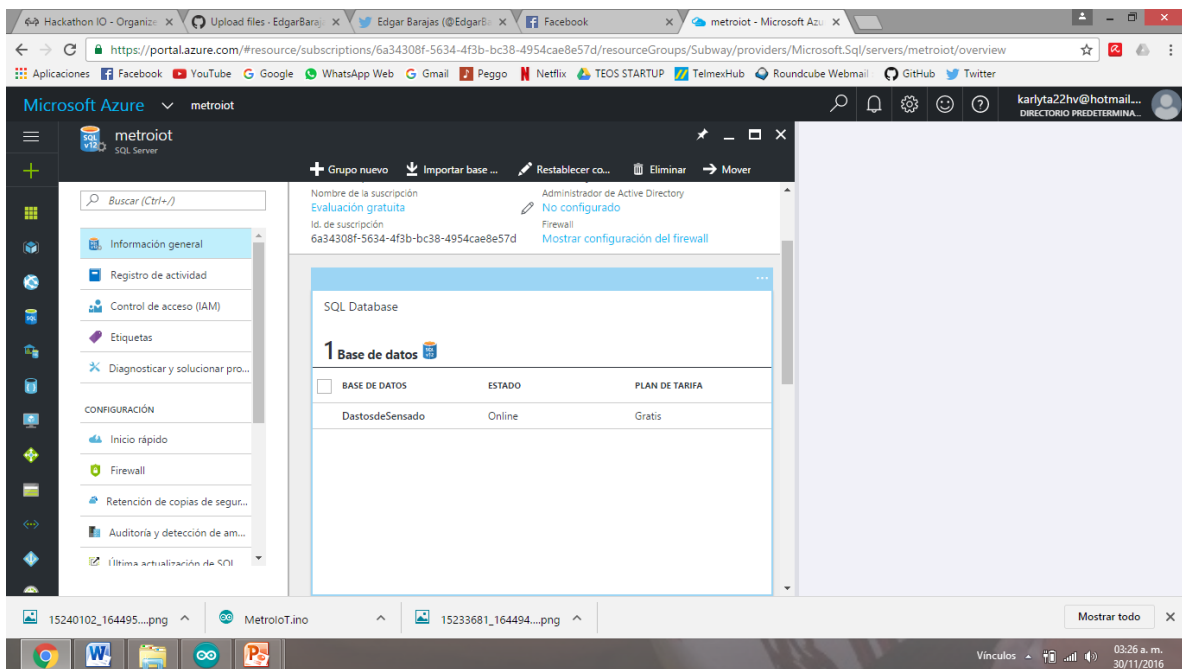 Hackathon IO - Organize
Upload files - EdgarBaraj
Edgar Barajas (@EdgarBa
Facebook
metroiot - Microsoft Azu
https://portal.azure.com/#resource/subscriptions/6a34308f-5634-4f3b-bc38-4954cae8e57d/resourceGroups/Subway/providers/Microsoft.Sql/servers/metroiot/overview
Aplicaciones Facebook YouTube Google WhatsApp Web Gmail Peggo Netflix TEOS STARTUP TelmexHub Roundcube Webmail GitHub Twitter
Microsoft Azure metroiot
karlyta22hv@hotmail....
DIRECTORIO PREDETERMINA...
metroiot
SQL Server
Grupo nuevo Importar base ... Restablecer co... Eliminar Mover
Buscar (Ctrl+/)
Información general
Registro de actividad
Control de acceso (IAM)
Etiquetas
Diagnosticar y solucionar pro...
CONFIGURACIÓN
Inicio rápido
Firewall
Retención de copias de segur...
Auditoría y detección de am...
Última actualización de SQL
Nombre de la suscripción
Evaluación gratuita
Id. de suscripción
6a34308f-5634-4f3b-bc38-4954cae8e57d
Administrador de Active Directory
No configurado
Firewall
Mostrar configuración del firewall
SQL Database
1 Base de datos
BASE DE DATOS ESTADO PLAN DE TARIFA
DastosdeSensado Online Gratis
15240102_164495....png
MetroIoT.ino
15233681_164494....png
Mostrar todo
Vínculos
03:26 a. m.
30/11/2016